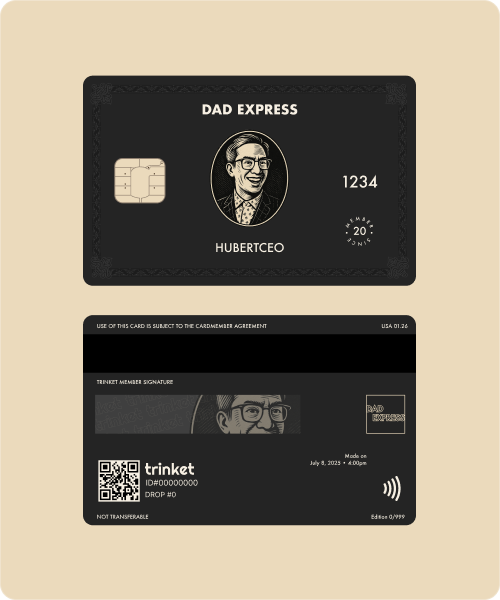 DAD EXPRESS
1234
MEMBER
20
SINCE
HUBERTCEO
USE OF THIS CARD IS SUBJECT TO THE CARDMEMBER AGREEMENT
USA 01.26
TRINKET MEMBER SIGNATURE
DAD
EXPRESS
Made on
July 8, 2025 • 4:00pm
trinket
ID#00000000
DROP #0
NOT TRANSFERABLE
Edition 0/999